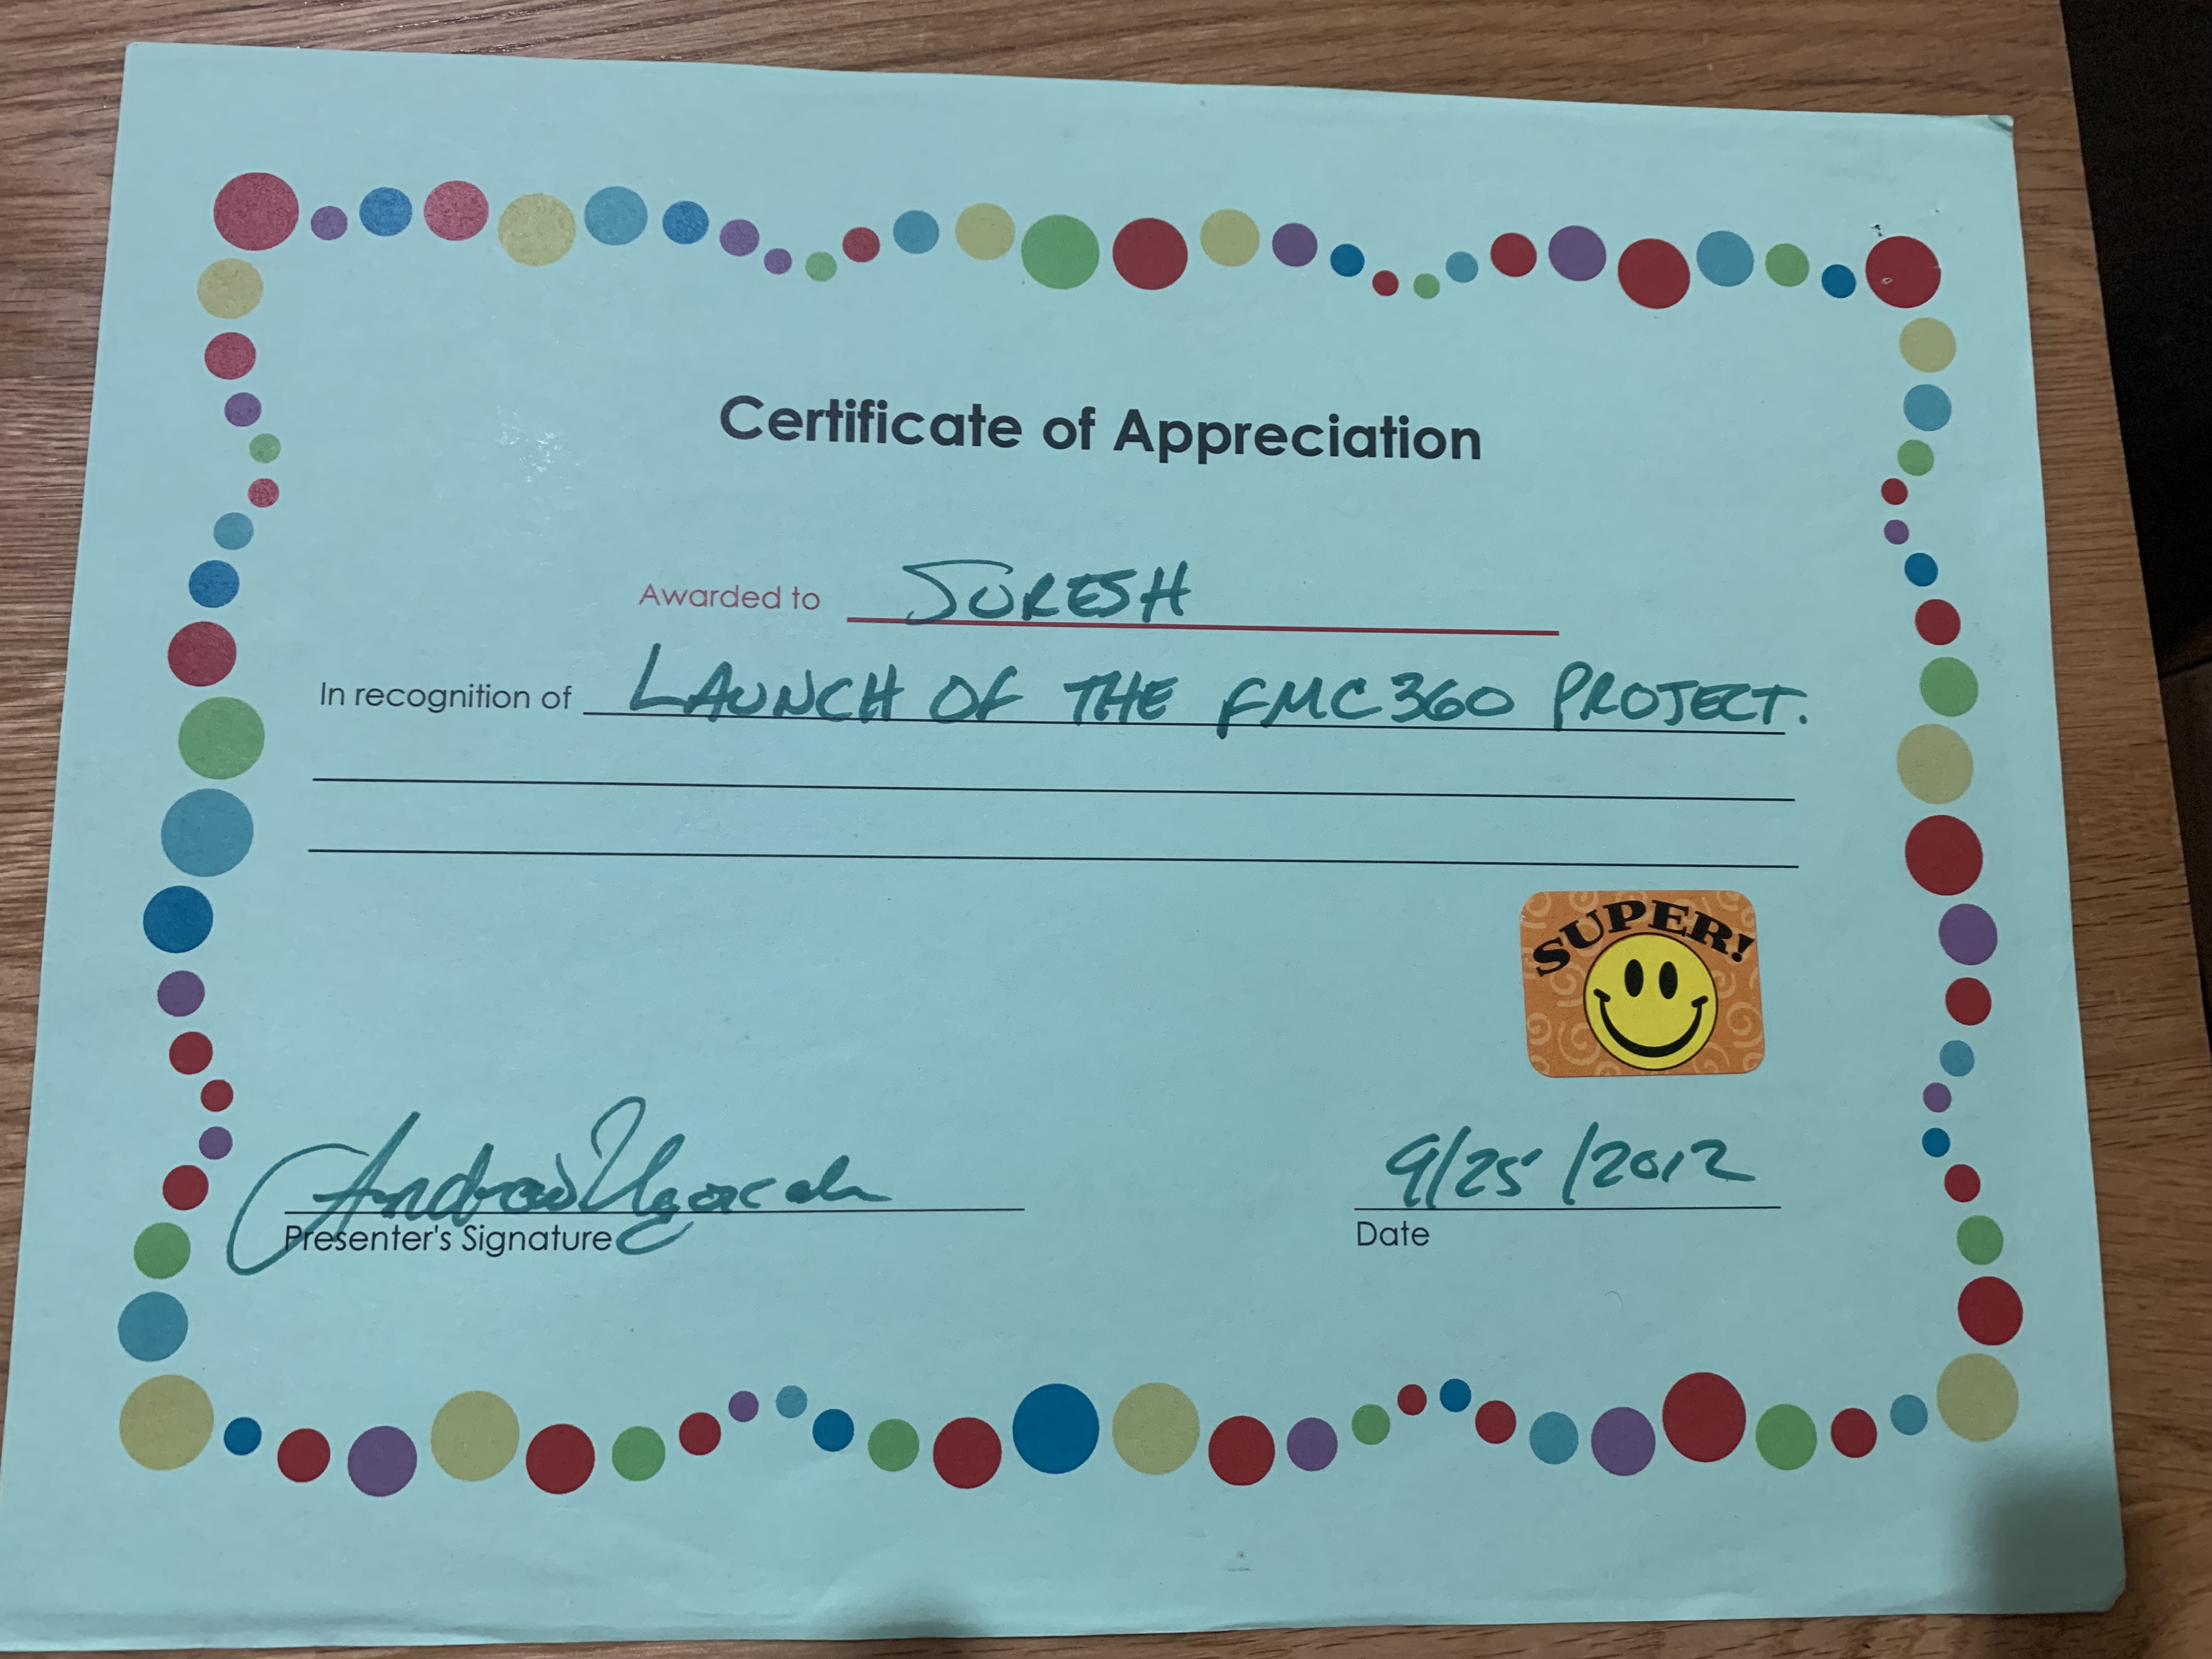 Certificate of Appreciation
Awarded to SURESH
In recognition of LAUNCH OF THE FMC360 PROJECT.
SUPER!
Andrew
9/25/2012
Presenter's Signature
Date